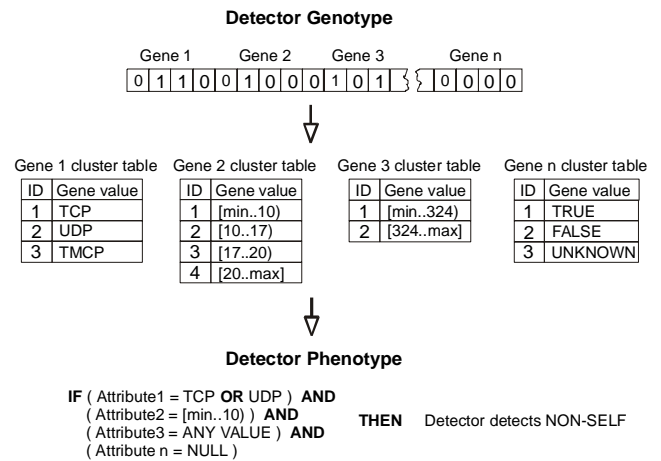 Detector Genotype
Gene 1 Gene 2 Gene 3 Gene n
0 1 1 0 0 1 0 0 0 1 0 1 0 0 0 0
Gene 1 cluster table Gene 2 cluster table Gene 3 cluster table Gene n cluster table
ID Gene value ID Gene value ID Gene value ID Gene value
1 TCP 1 [min..10) 1 [min..324) 1 TRUE
2 UDP 2 [10..17) 2 [324..max] 2 FALSE
3 TMCP 3 [17..20) 3 UNKNOWN
4 [20..max]
Detector Phenotype
IF ( Attribute1 = TCP OR UDP ) AND
( Attribute2 = [min..10) ) AND
THEN Detector detects NON-SELF
( Attribute3 = ANY VALUE ) AND
( Attribute n = NULL )